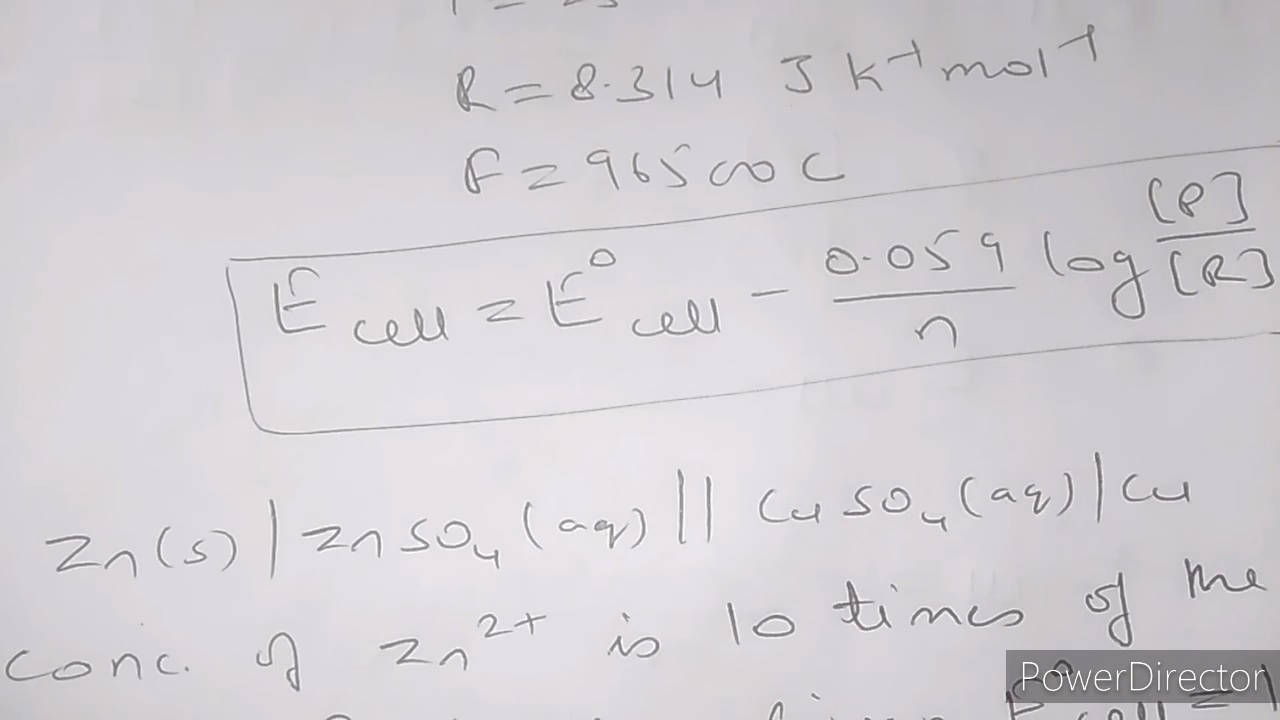 R = 8.314 J K⁻¹ mol⁻¹
F = 96500 C
E cell = E⁰ cell - 0.059/n log [P]/[R]
Zn(s) | ZnSO₄ (aq) || CuSO₄ (aq) | Cu
conc. of Zn²⁺ is 10 times of the
PowerDirector